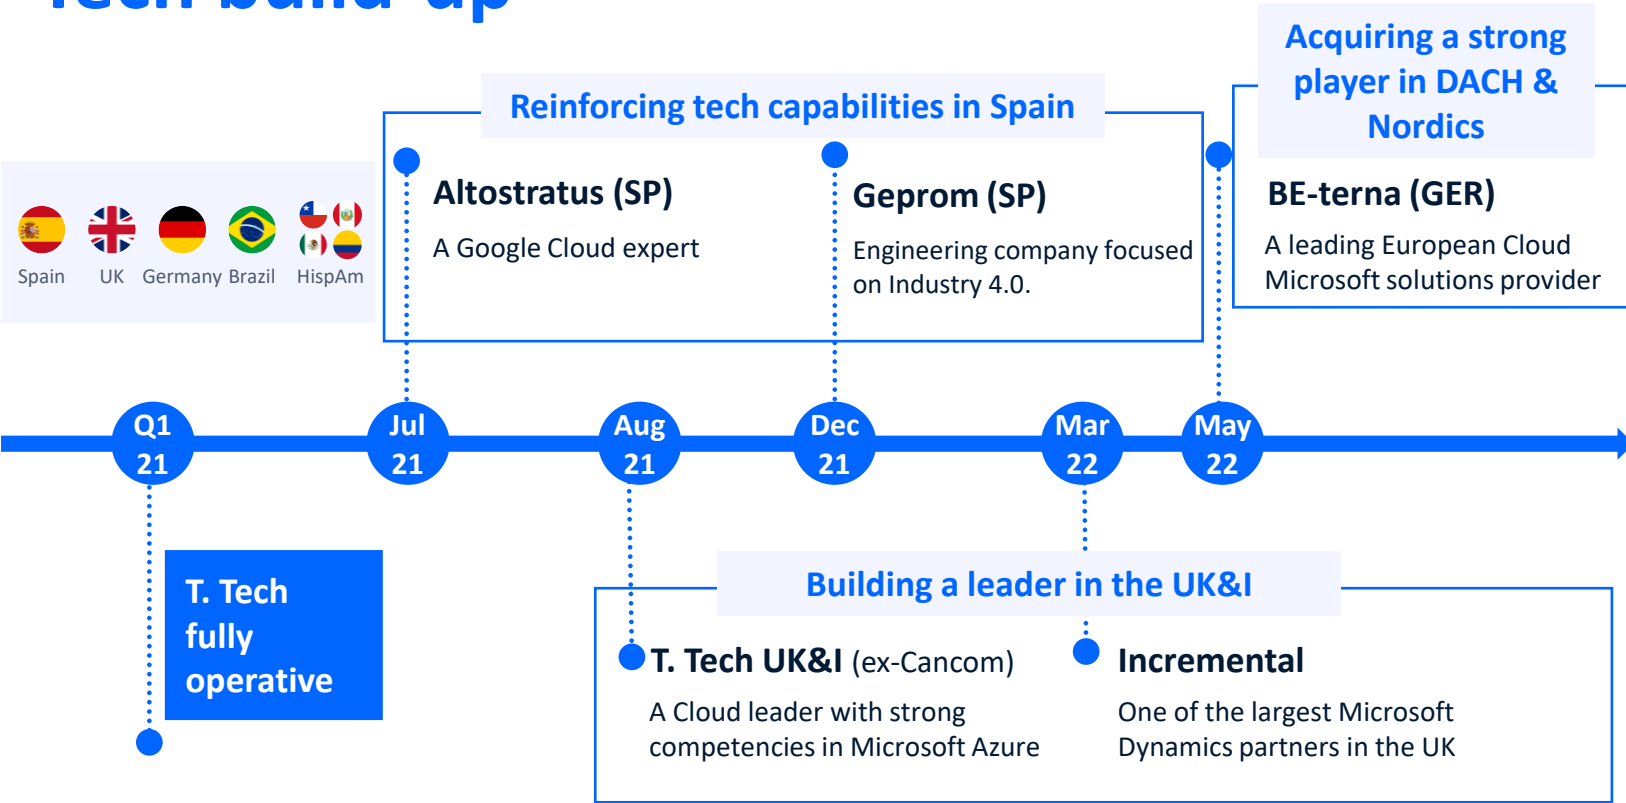 Tech build-up
Acquiring a strong
player in DACH &
Nordics
Reinforcing tech capabilities in Spain
Altostratus (SP)
A Google Cloud expert
Geprom (SP)
Engineering company focused
on Industry 4.0.
BE-terna (GER)
A leading European Cloud
Microsoft solutions provider
Spain
UK
Germany
Brazil
HispAm
Q1
21
Jul
21
Aug
21
Dec
21
Mar
22
May
22
T. Tech
fully
operative
Building a leader in the UK&I
T. Tech UK&I (ex-Cancom)
A Cloud leader with strong
competencies in Microsoft Azure
Incremental
One of the largest Microsoft
Dynamics partners in the UK